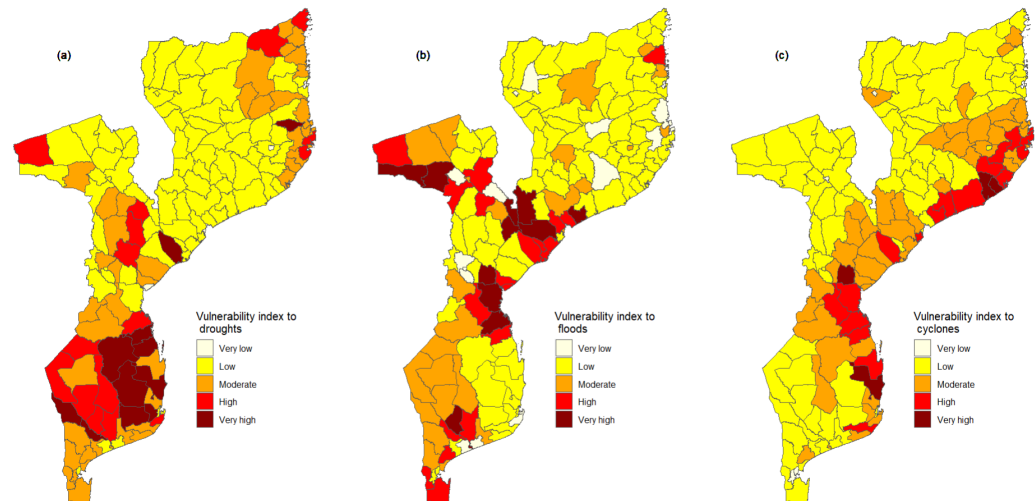 (a)
Vulnerability index to
droughts
Very low
Low
Moderate
High
Very high
(b)
Vulnerability index to
floods
Very low
Low
Moderate
High
Very high
(c)
Vulnerability index to
cyclones
Very low
Low
Moderate
High
Very high